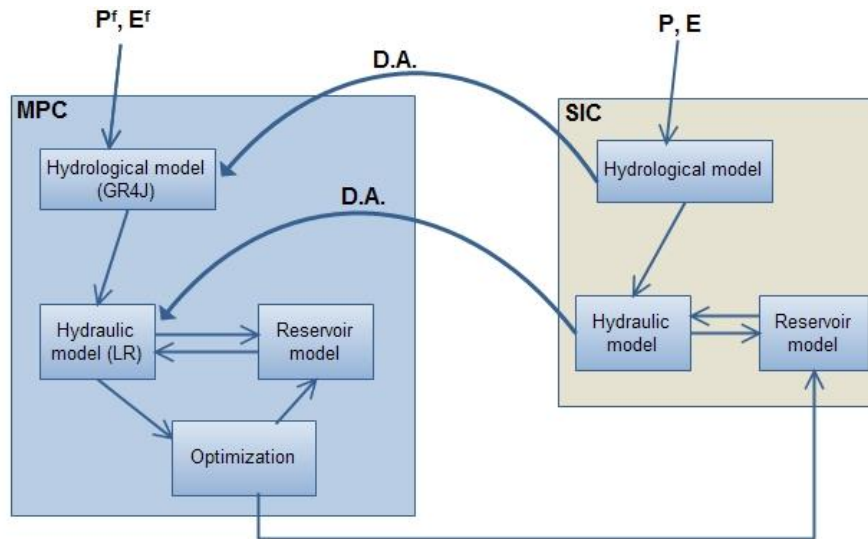 Pᶠ, Eᶠ
P, E
D.A.
MPC
SIC
Hydrological model
(GR4J)
Hydrological model
D.A.
Hydraulic
model (LR)
Reservoir
model
Hydraulic
model
Reservoir
model
Optimization